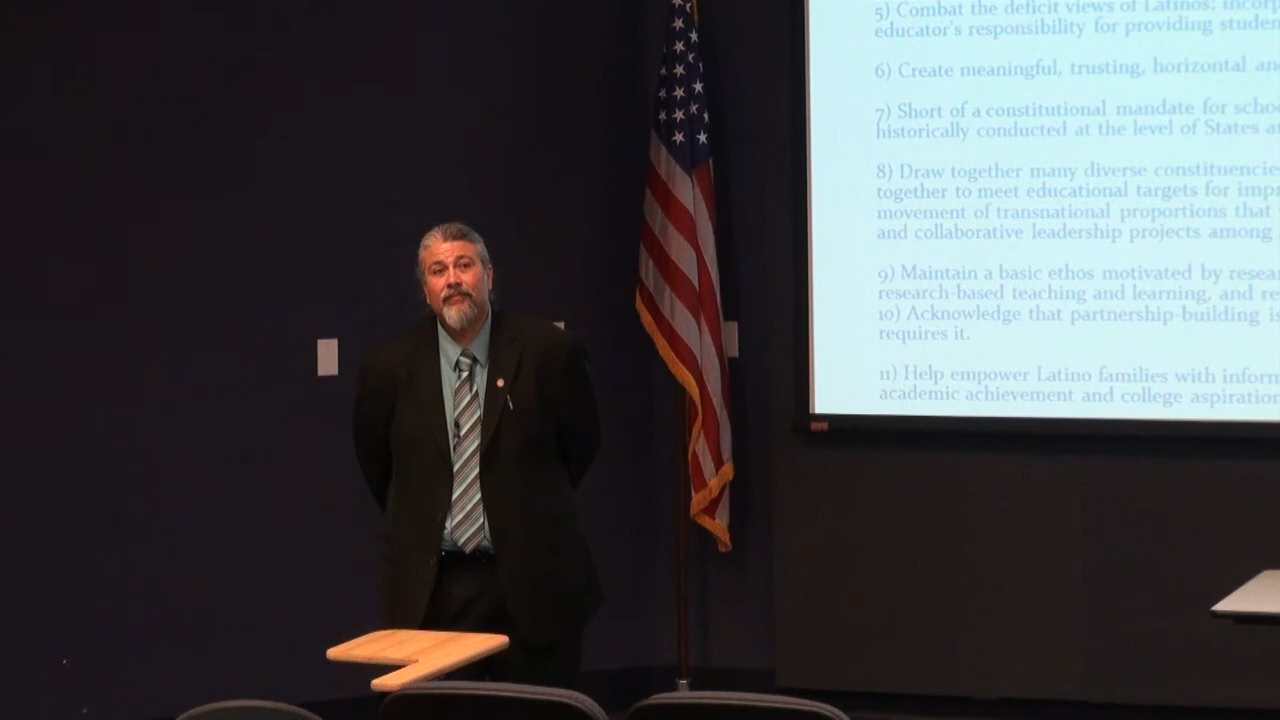 5) Combat the deficit views of Latinos; incorp
educator's responsibility for providing studen
6) Create meaningful, trusting, horizontal an
7) Short of a constitutional mandate for schoo
historically conducted at the level of States a
8) Draw together many diverse constituencie
together to meet educational targets for impr
movement of transnational proportions that
and collaborative leadership projects among
9) Maintain a basic ethos motivated by resear
research-based teaching and learning, and re
10) Acknowledge that partnership-building is
requires it.
11) Help empower Latino families with inform
academic achievement and college aspiration